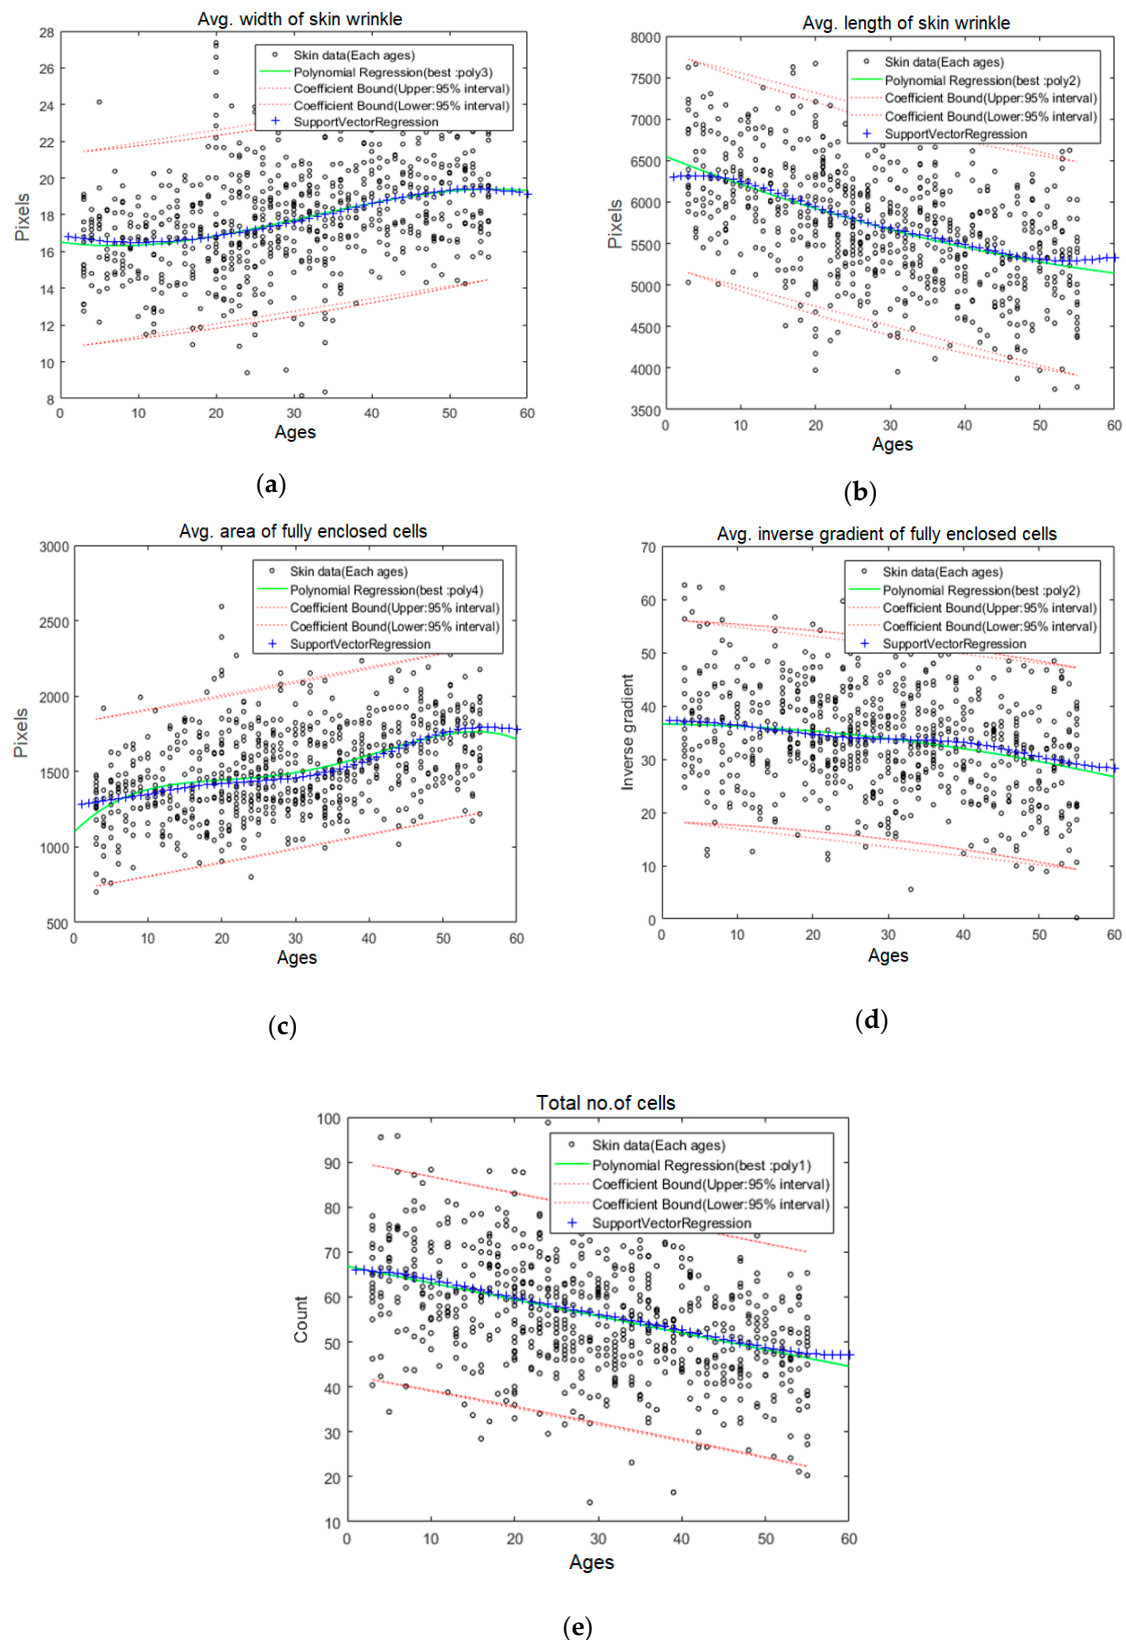 Avg. width of skin wrinkle
28
26
24
22
20
18
16
14
12
10
8
Pixels
Skin data(Each ages)
Polynomial Regression(best :poly3)
Coefficient Bound(Upper:95% interval)
Coefficient Bound(Lower:95% interval)
SupportVectorRegression
0 10 20 30 40 50 60
Ages
(a)
Avg. length of skin wrinkle
8000
7500
7000
6500
6000
5500
5000
4500
4000
3500
Pixels
Skin data(Each ages)
Polynomial Regression(best :poly2)
Coefficient Bound(Upper:95% interval)
Coefficient Bound(Lower:95% interval)
SupportVectorRegression
0 10 20 30 40 50 60
Ages
(b)
Avg. area of fully enclosed cells
3000
2500
2000
1500
1000
500
Pixels
Skin data(Each ages)
Polynomial Regression(best :poly4)
Coefficient Bound(Upper:95% interval)
Coefficient Bound(Lower:95% interval)
SupportVectorRegression
0 10 20 30 40 50 60
Ages
(c)
Avg. inverse gradient of fully enclosed cells
70
60
50
40
30
20
10
0
Inverse gradient
Skin data(Each ages)
Polynomial Regression(best :poly2)
Coefficient Bound(Upper:95% interval)
Coefficient Bound(Lower:95% interval)
SupportVectorRegression
0 10 20 30 40 50 60
Ages
(d)
Total no.of cells
100
90
80
70
60
50
40
30
20
10
Count
Skin data(Each ages)
Polynomial Regression(best :poly1)
Coefficient Bound(Upper:95% interval)
Coefficient Bound(Lower:95% interval)
SupportVectorRegression
0 10 20 30 40 50 60
Ages
(e)